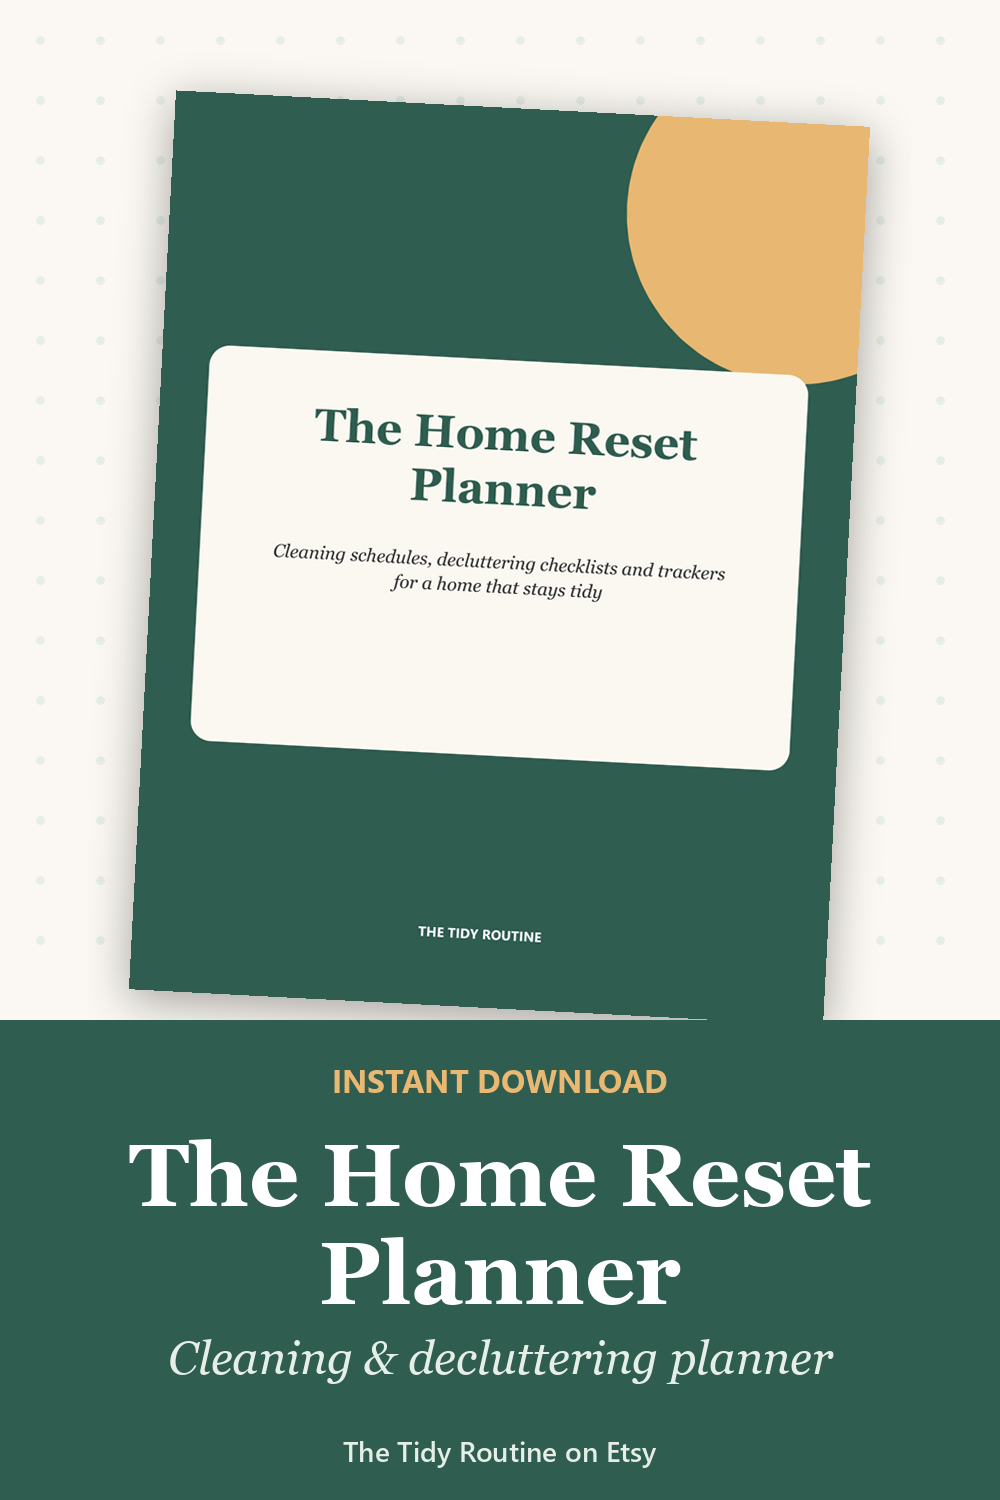 The Home Reset
Planner
Cleaning schedules, decluttering checklists and trackers
for a home that stays tidy
THE TIDY ROUTINE
INSTANT DOWNLOAD
The Home Reset
Planner
Cleaning & decluttering planner
The Tidy Routine on Etsy